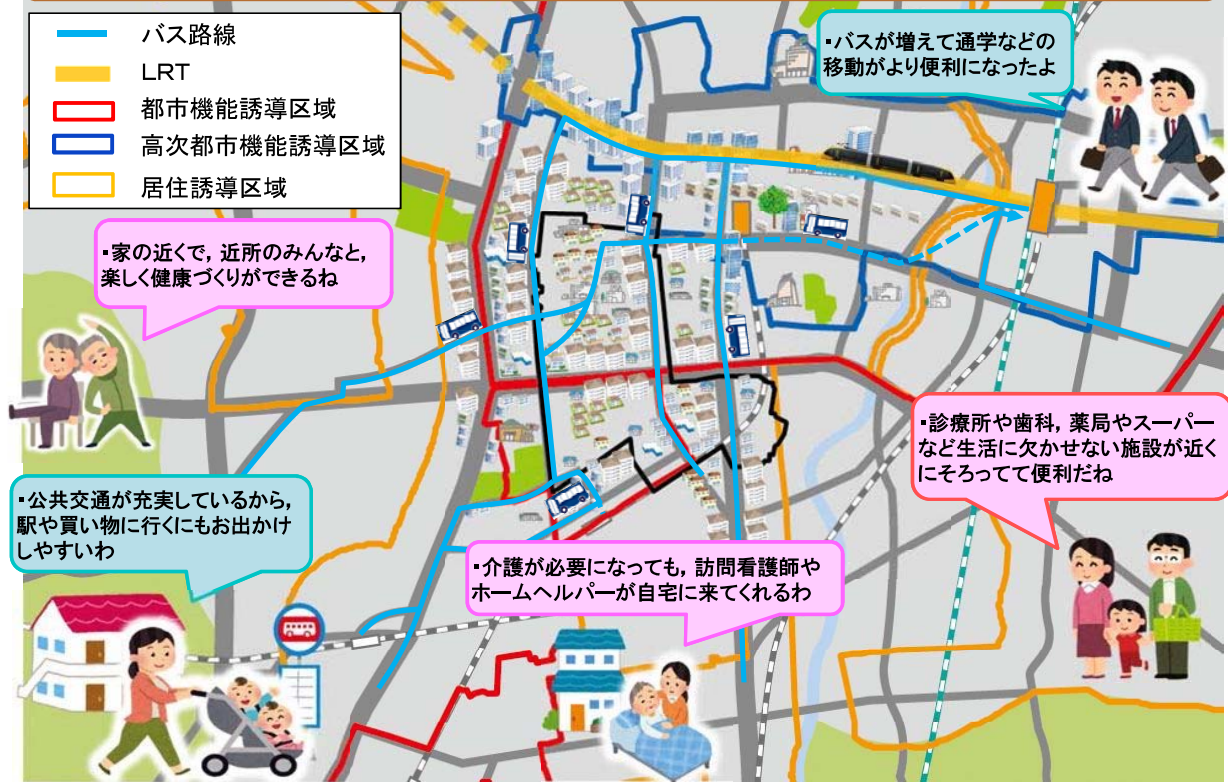 バス路線
LRT
都市機能誘導区域
高次都市機能誘導区域
居住誘導区域
・バスが増えて通学などの
移動がより便利になったよ
・家の近くで，近所のみんなと，
楽しく健康づくりができるね
・診療所や歯科，薬局やスーパー
など生活に欠かせない施設が近く
にそろってて便利だね
・公共交通が充実しているから，
駅や買い物に行くにもお出かけ
しやすいわ
・介護が必要になっても，訪問看護師や
ホームヘルパーが自宅に来てくれるわ